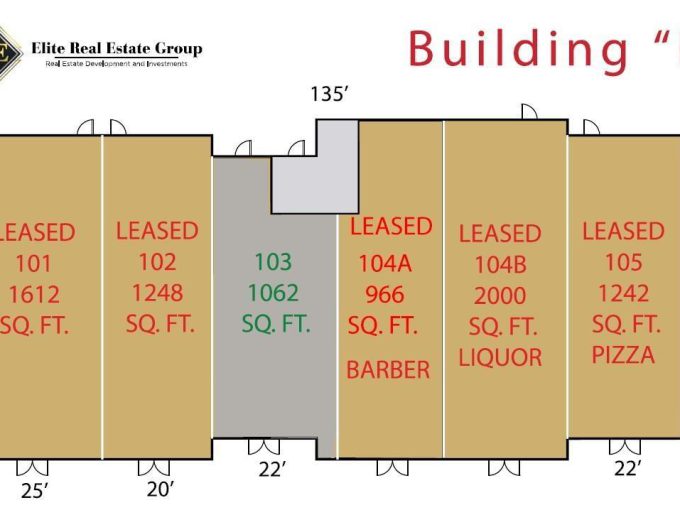 Elite Real Estate Group
Real Estate Development and Investments
Building “
135’
LEASED
101
1612
SQ. FT.
LEASED
102
1248
SQ. FT.
103
1062
SQ. FT.
LEASED
104A
966
SQ. FT.
BARBER
LEASED
104B
2000
SQ. FT.
LIQUOR
LEASED
105
1242
SQ. FT.
PIZZA
25’
20’
22’
22’